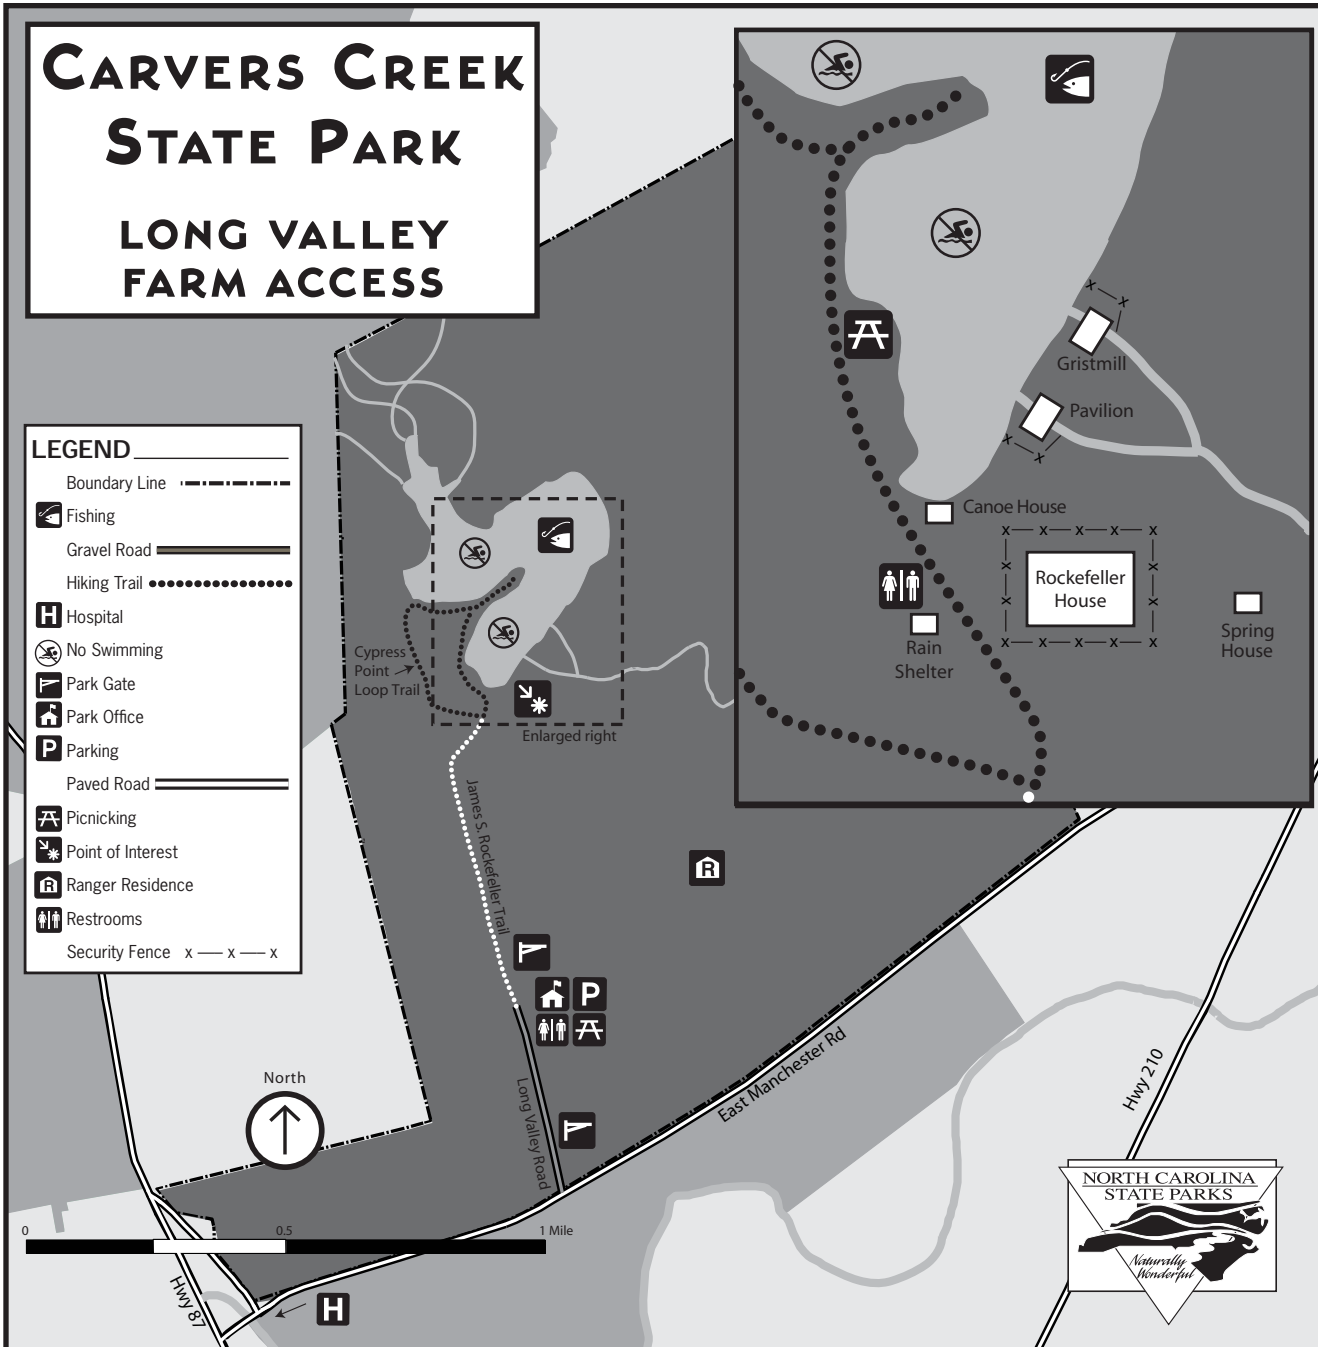 CARVERS CREEK
STATE PARK
LONG VALLEY
FARM ACCESS
LEGEND
Boundary Line
Fishing
Gravel Road
Hiking Trail
H Hospital
No Swimming
Park Gate
Park Office
P Parking
Paved Road
Picnicking
Point of Interest
R Ranger Residence
Restrooms
Security Fence x — x — x
Gristmill
Pavilion
Canoe House
Rockefeller
House
Rain
Shelter
Spring
House
Cypress
Point
Loop Trail
Enlarged right
James S. Rockefeller Trail
R
P
Long Valley Road
East Manchester Rd
Hwy 210
North
0 0.5 1 Mile
Hwy 87
H
NORTH CAROLINA
STATE PARKS
Naturally
Wonderful